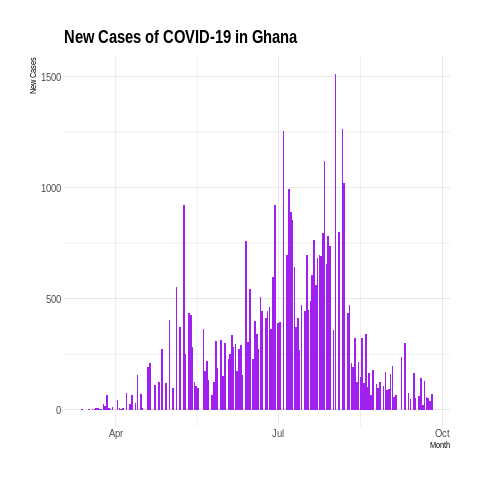 New Cases of COVID-19 in Ghana
New Cases
1500
1000
500
0
Apr
Jul
Oct
Month